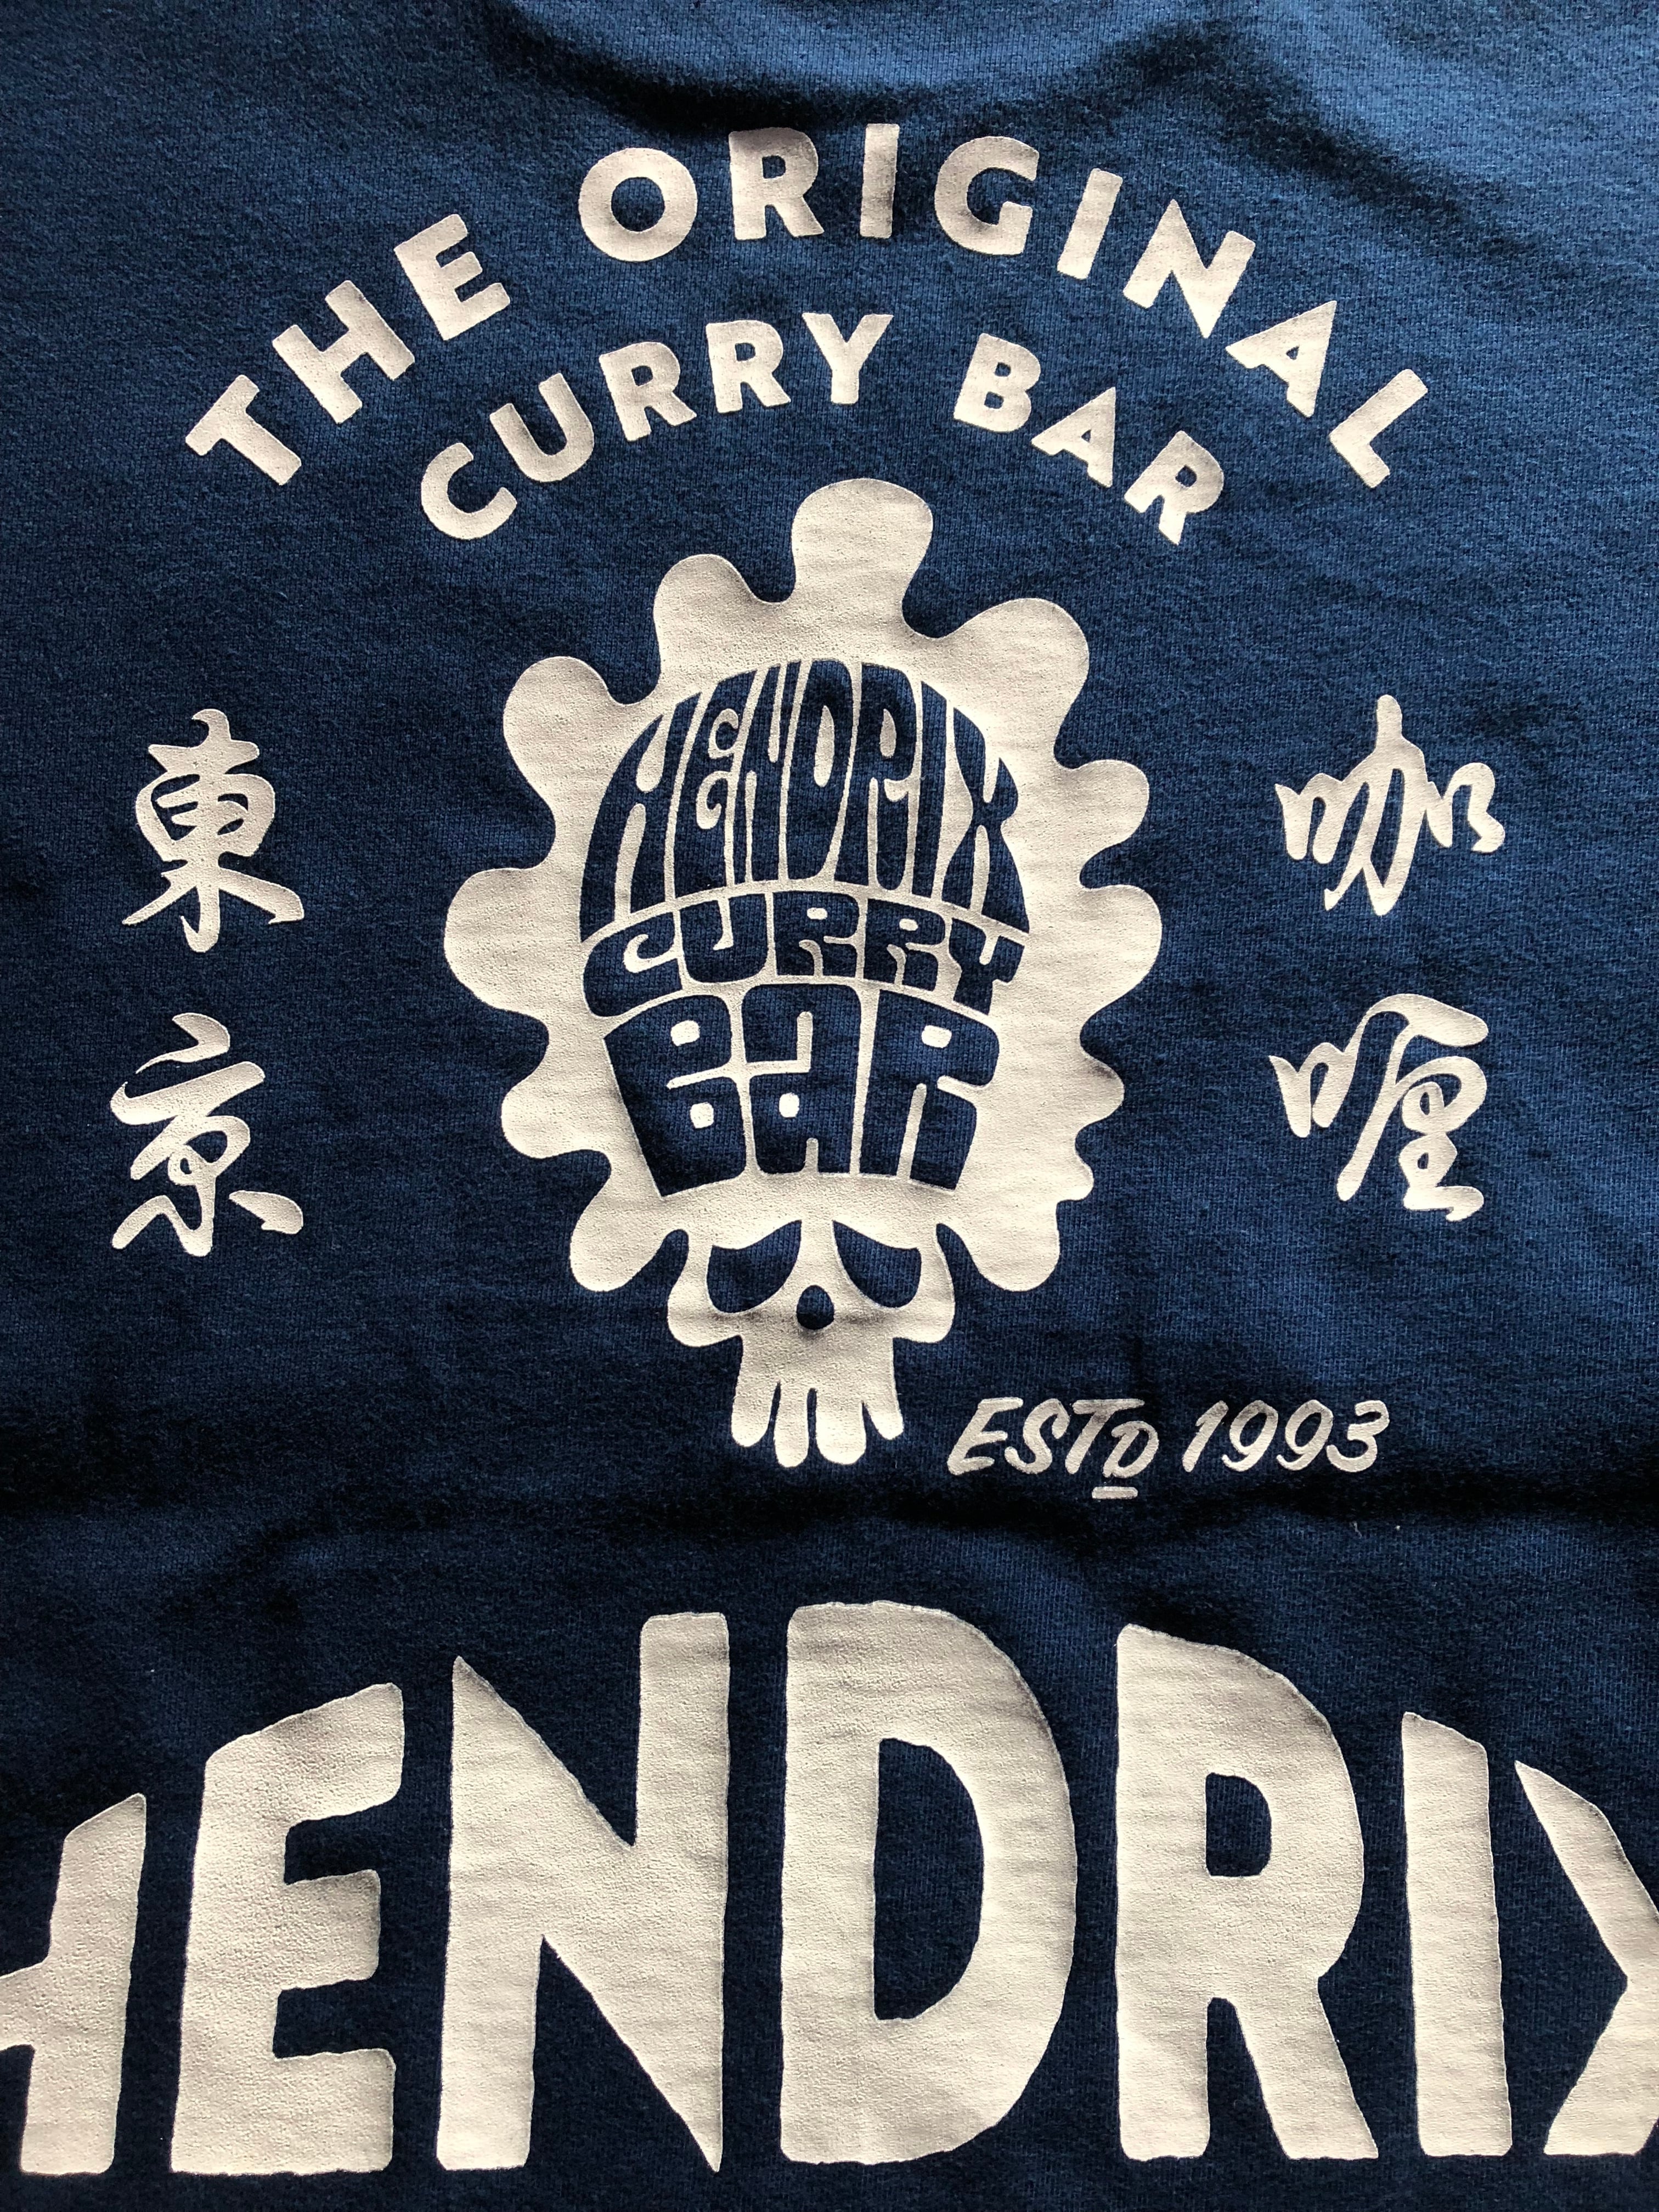 THE ORIGINAL
CURRY BAR
HENDRIX
CURRY
BAR
東京
咖喱
ESTD 1993
HENDRIX